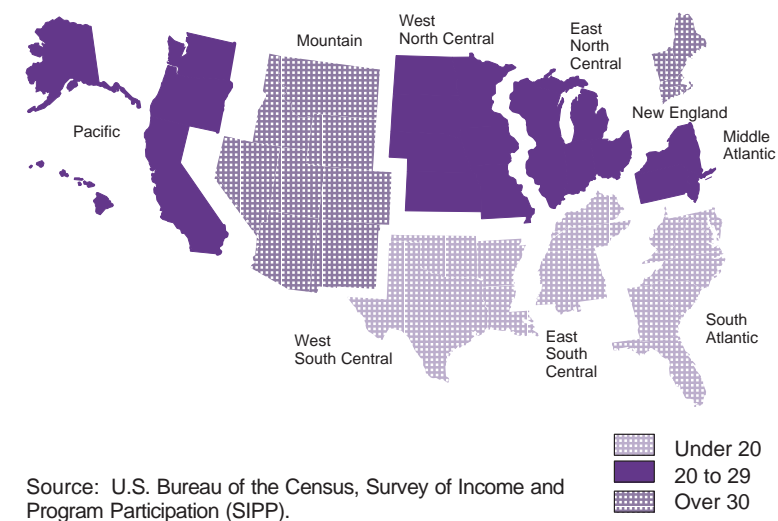 West
North Central
East
North
Central
Mountain
New England
Pacific
Middle
Atlantic
South
Atlantic
West
South Central
East
South
Central
Under 20
20 to 29
Over 30
Source: U.S. Bureau of the Census, Survey of Income and
Program Participation (SIPP).